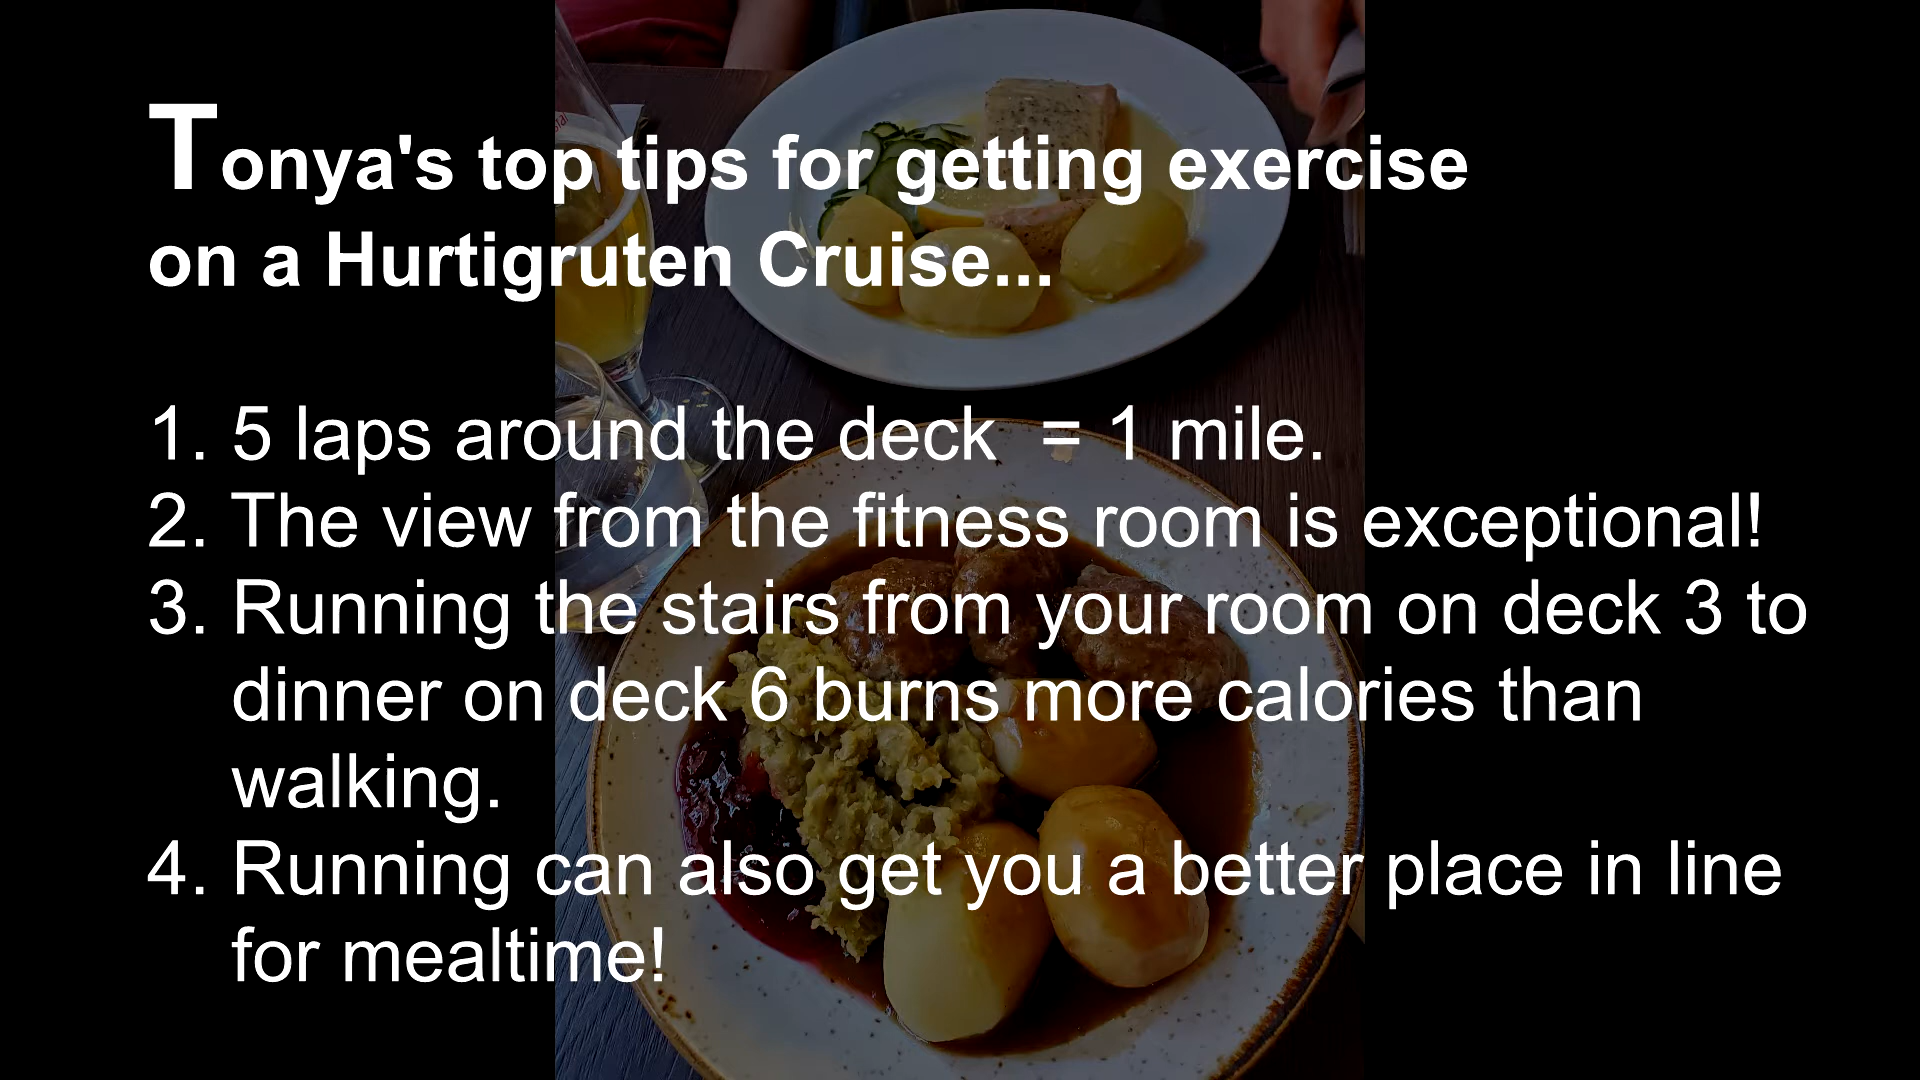 Tonya's top tips for getting exercise
on a Hurtigruten Cruise...
1. 5 laps around the deck  = 1 mile.
2. The view from the fitness room is exceptional!
3. Running the stairs from your room on deck 3 to
dinner on deck 6 burns more calories than
walking.
4. Running can also get you a better place in line
for mealtime!